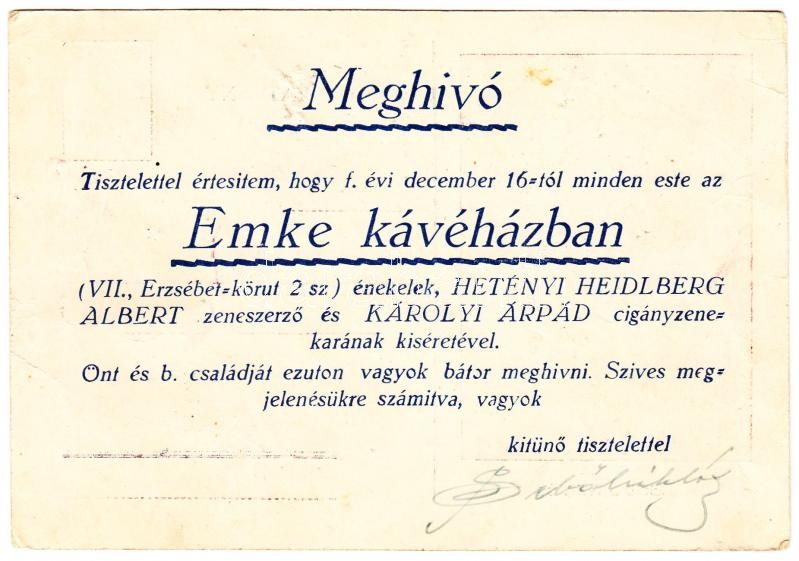 Meghivó
Tisztelettel értesitem, hogy f. évi december 16=tól minden este az
Emke kávéházban
(VII., Erzsébet=körut 2 sz) énekelek, HETÉNYI HEIDLBERG
ALBERT zeneszerző és KÁROLYI ÁRPÁD cigányzene=
karának kiséretével.
Önt és b. családját ezuton vagyok bátor meghivni. Szives meg=
jelenésükre számitva, vagyok
kitünő tisztelettel